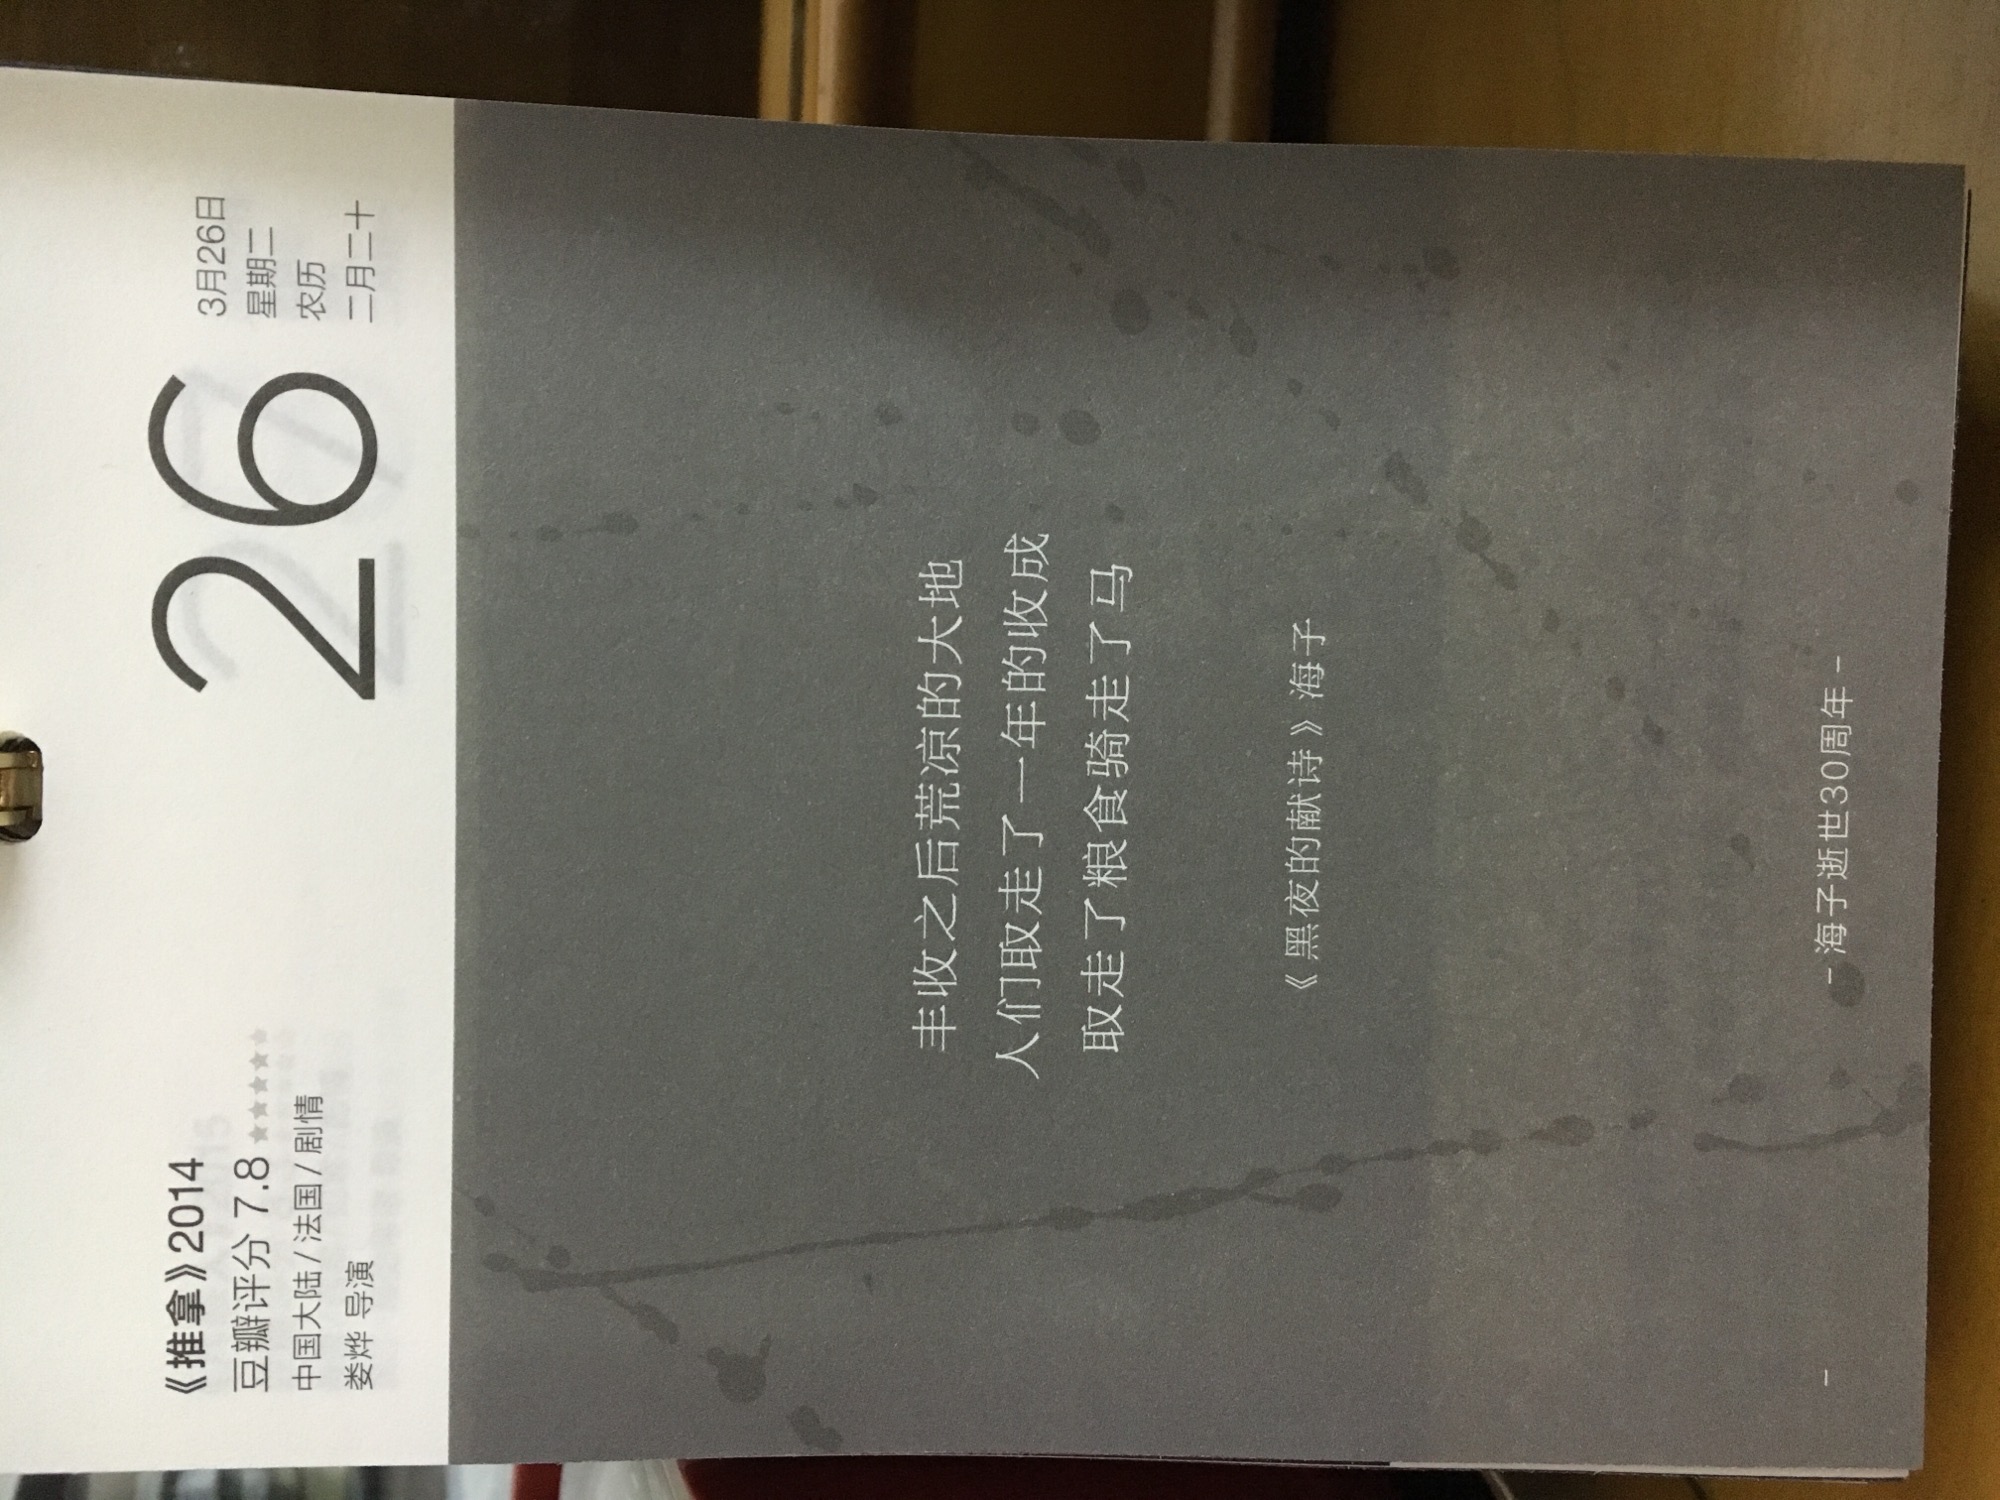 《推拿》2014
豆瓣评分 7.8 ★★★★★
中国大陆 / 法国 / 剧情
娄烨 导演
26
3月26日
星期二
农历
二月二十
丰收之后荒凉的大地
人们取走了一年的收成
取走了粮食骑走了马
《黑夜的献诗》海子
– 海子逝世30周年 –